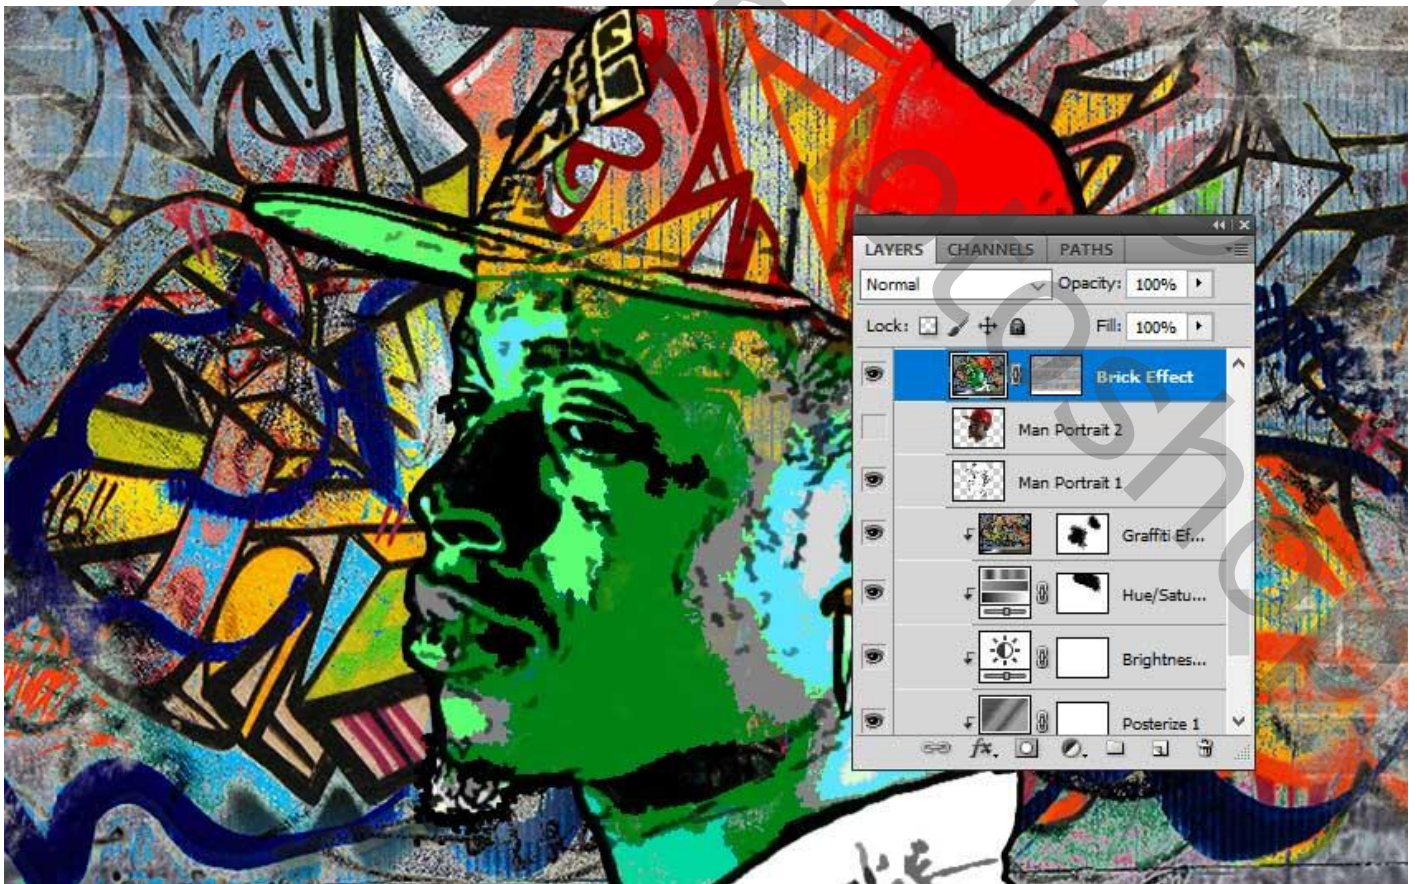 LAYERS CHANNELS PATHS
Normal Opacity: 100%
Lock: Fill: 100%
Brick Effect
Man Portrait 2
Man Portrait 1
Graffiti Ef...
Hue/Satu...
Brightnes...
Posterize 1
fx.